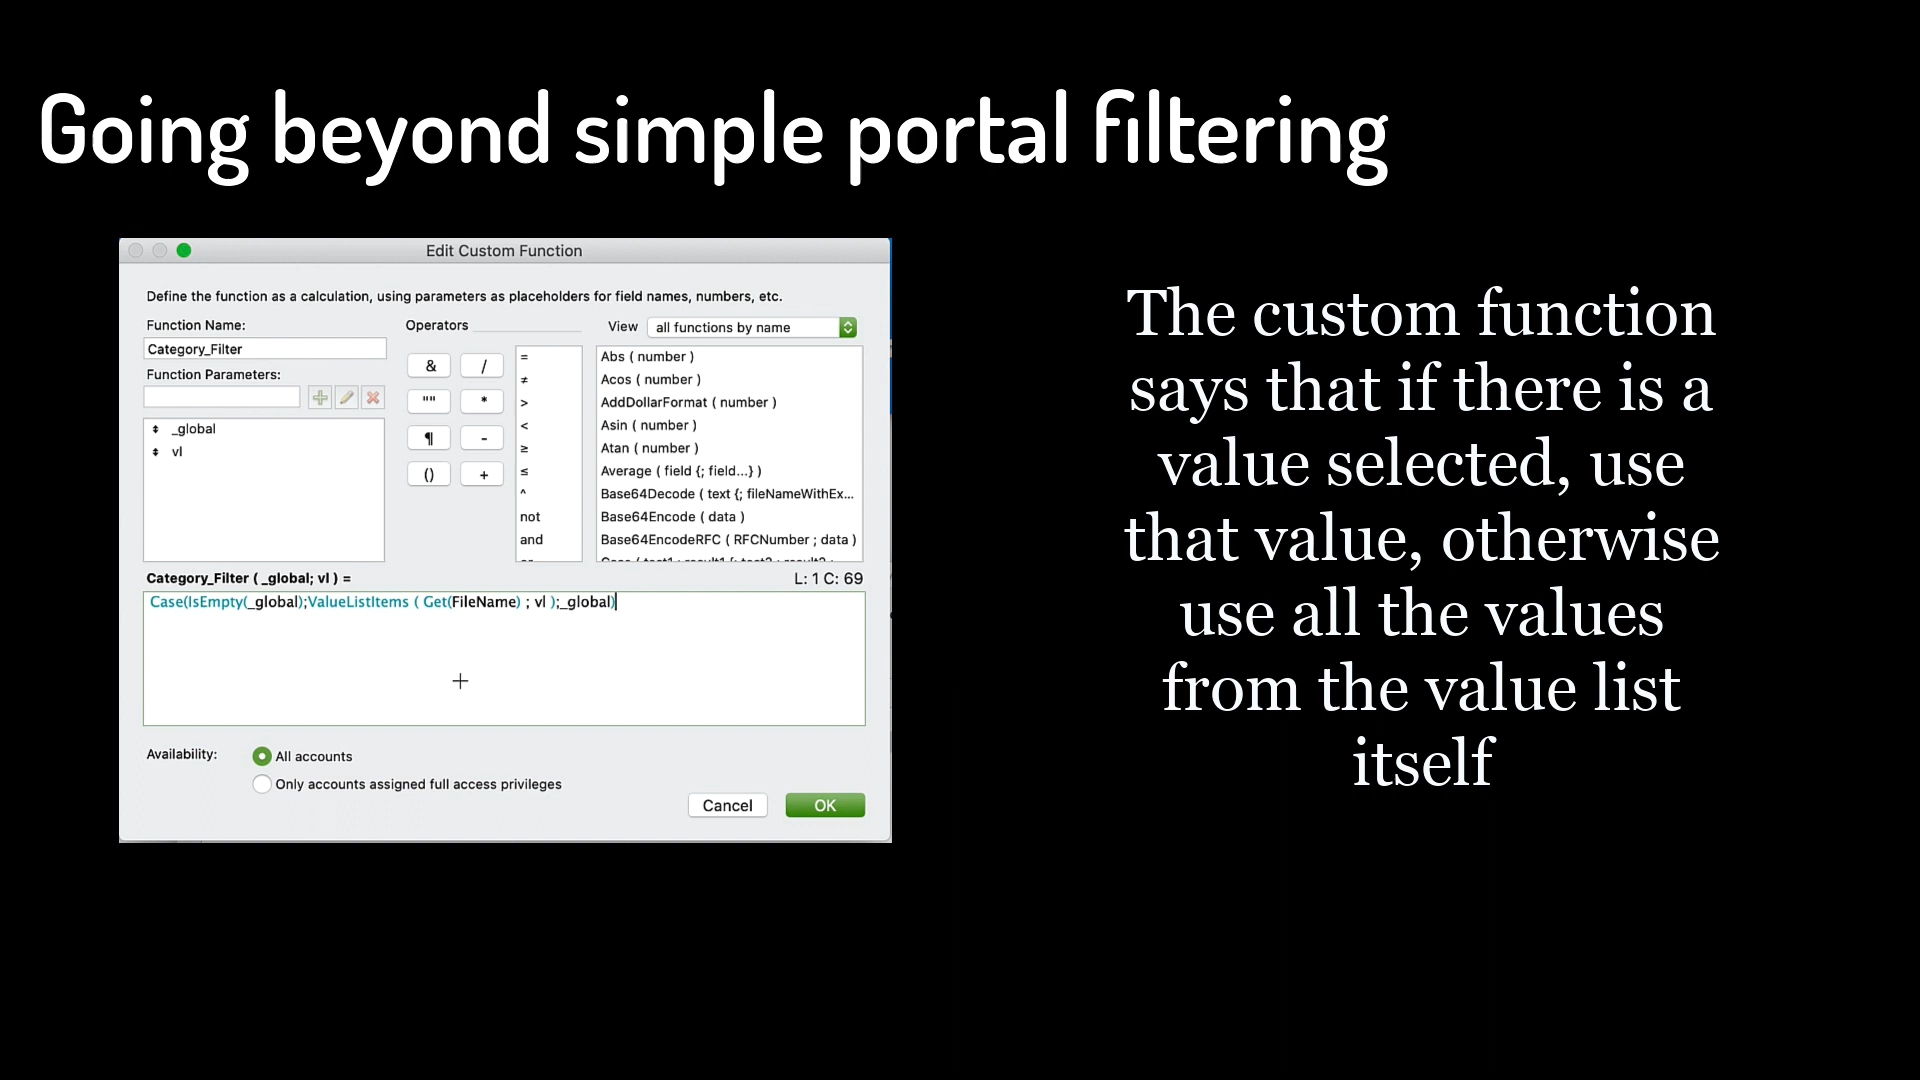 Going beyond simple portal filtering
Edit Custom Function
Define the function as a calculation, using parameters as placeholders for field names, numbers, etc.
Function Name:
Category_Filter
Function Parameters:
_global
vl
Operators
& /
"" *
¶ -
() +
=
≠
>
<
≥
≤
^
not
and
View all functions by name
Abs ( number )
Acos ( number )
AddDollarFormat ( number )
Asin ( number )
Atan ( number )
Average ( field {; field...} )
Base64Decode ( text {; fileNameWithEx...
Base64Encode ( data )
Base64EncodeRFC ( RFCNumber ; data )
Category_Filter ( _global; vl ) =
L: 1 C: 69
Case(IsEmpty(_global);ValueListItems ( Get(FileName) ; vl );_global)
Availability:
All accounts
Only accounts assigned full access privileges
Cancel
OK
The custom function
says that if there is a
value selected, use
that value, otherwise
use all the values
from the value list
itself